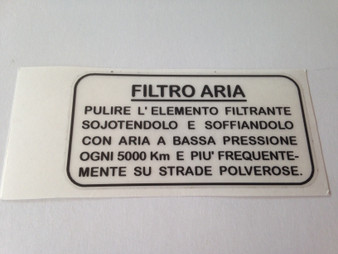 FILTRO ARIA
PULIRE L'ELEMENTO FILTRANTE
SOJOTENDOLO E SOFFIANDOLO
CON ARIA A BASSA PRESSIONE
OGNI 5000 Km E PIU' FREQUENTE-
MENTE SU STRADE POLVEROSE.